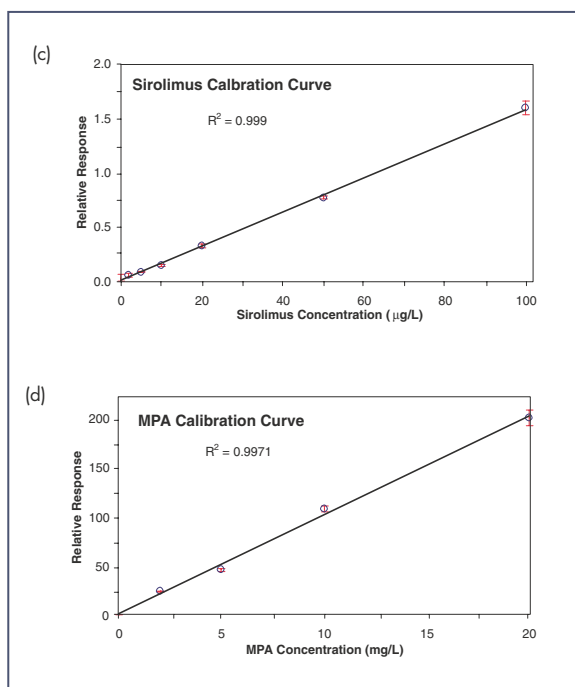 (c)
Sirolimus Calbration Curve
R² = 0.999
2.0
1.5
1.0
0.5
0.0
Relative Response
0 20 40 60 80 100
Sirolimus Concentration ( µg/L)
(d)
MPA Calibration Curve
R² = 0.9971
200
150
100
50
0
Relative Response
0 5 10 15 20
MPA Concentration (mg/L)